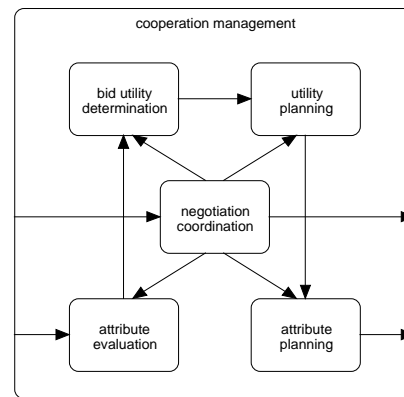 cooperation management
bid utility
determination
utility
planning
negotiation
coordination
attribute
evaluation
attribute
planning